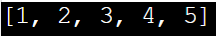 [1, 2, 3, 4, 5]